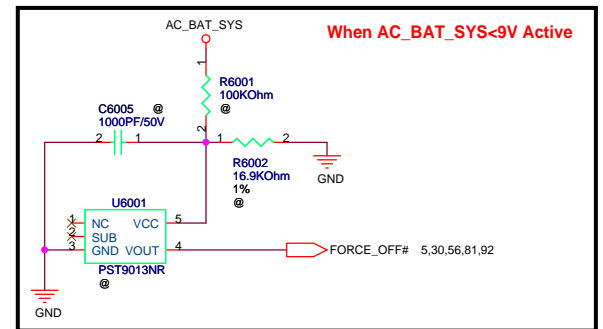 AC_BAT_SYS
When AC_BAT_SYS<9V Active
1
R6001
100KOhm
@
2
C6005 @
1000PF/50V
2 1
1 2
R6002
16.9KOhm
1%
@
GND
U6001
1 NC VCC 5
2 SUB
3 GND VOUT 4
PST9013NR
@
FORCE_OFF# 5,30,56,81,92
GND